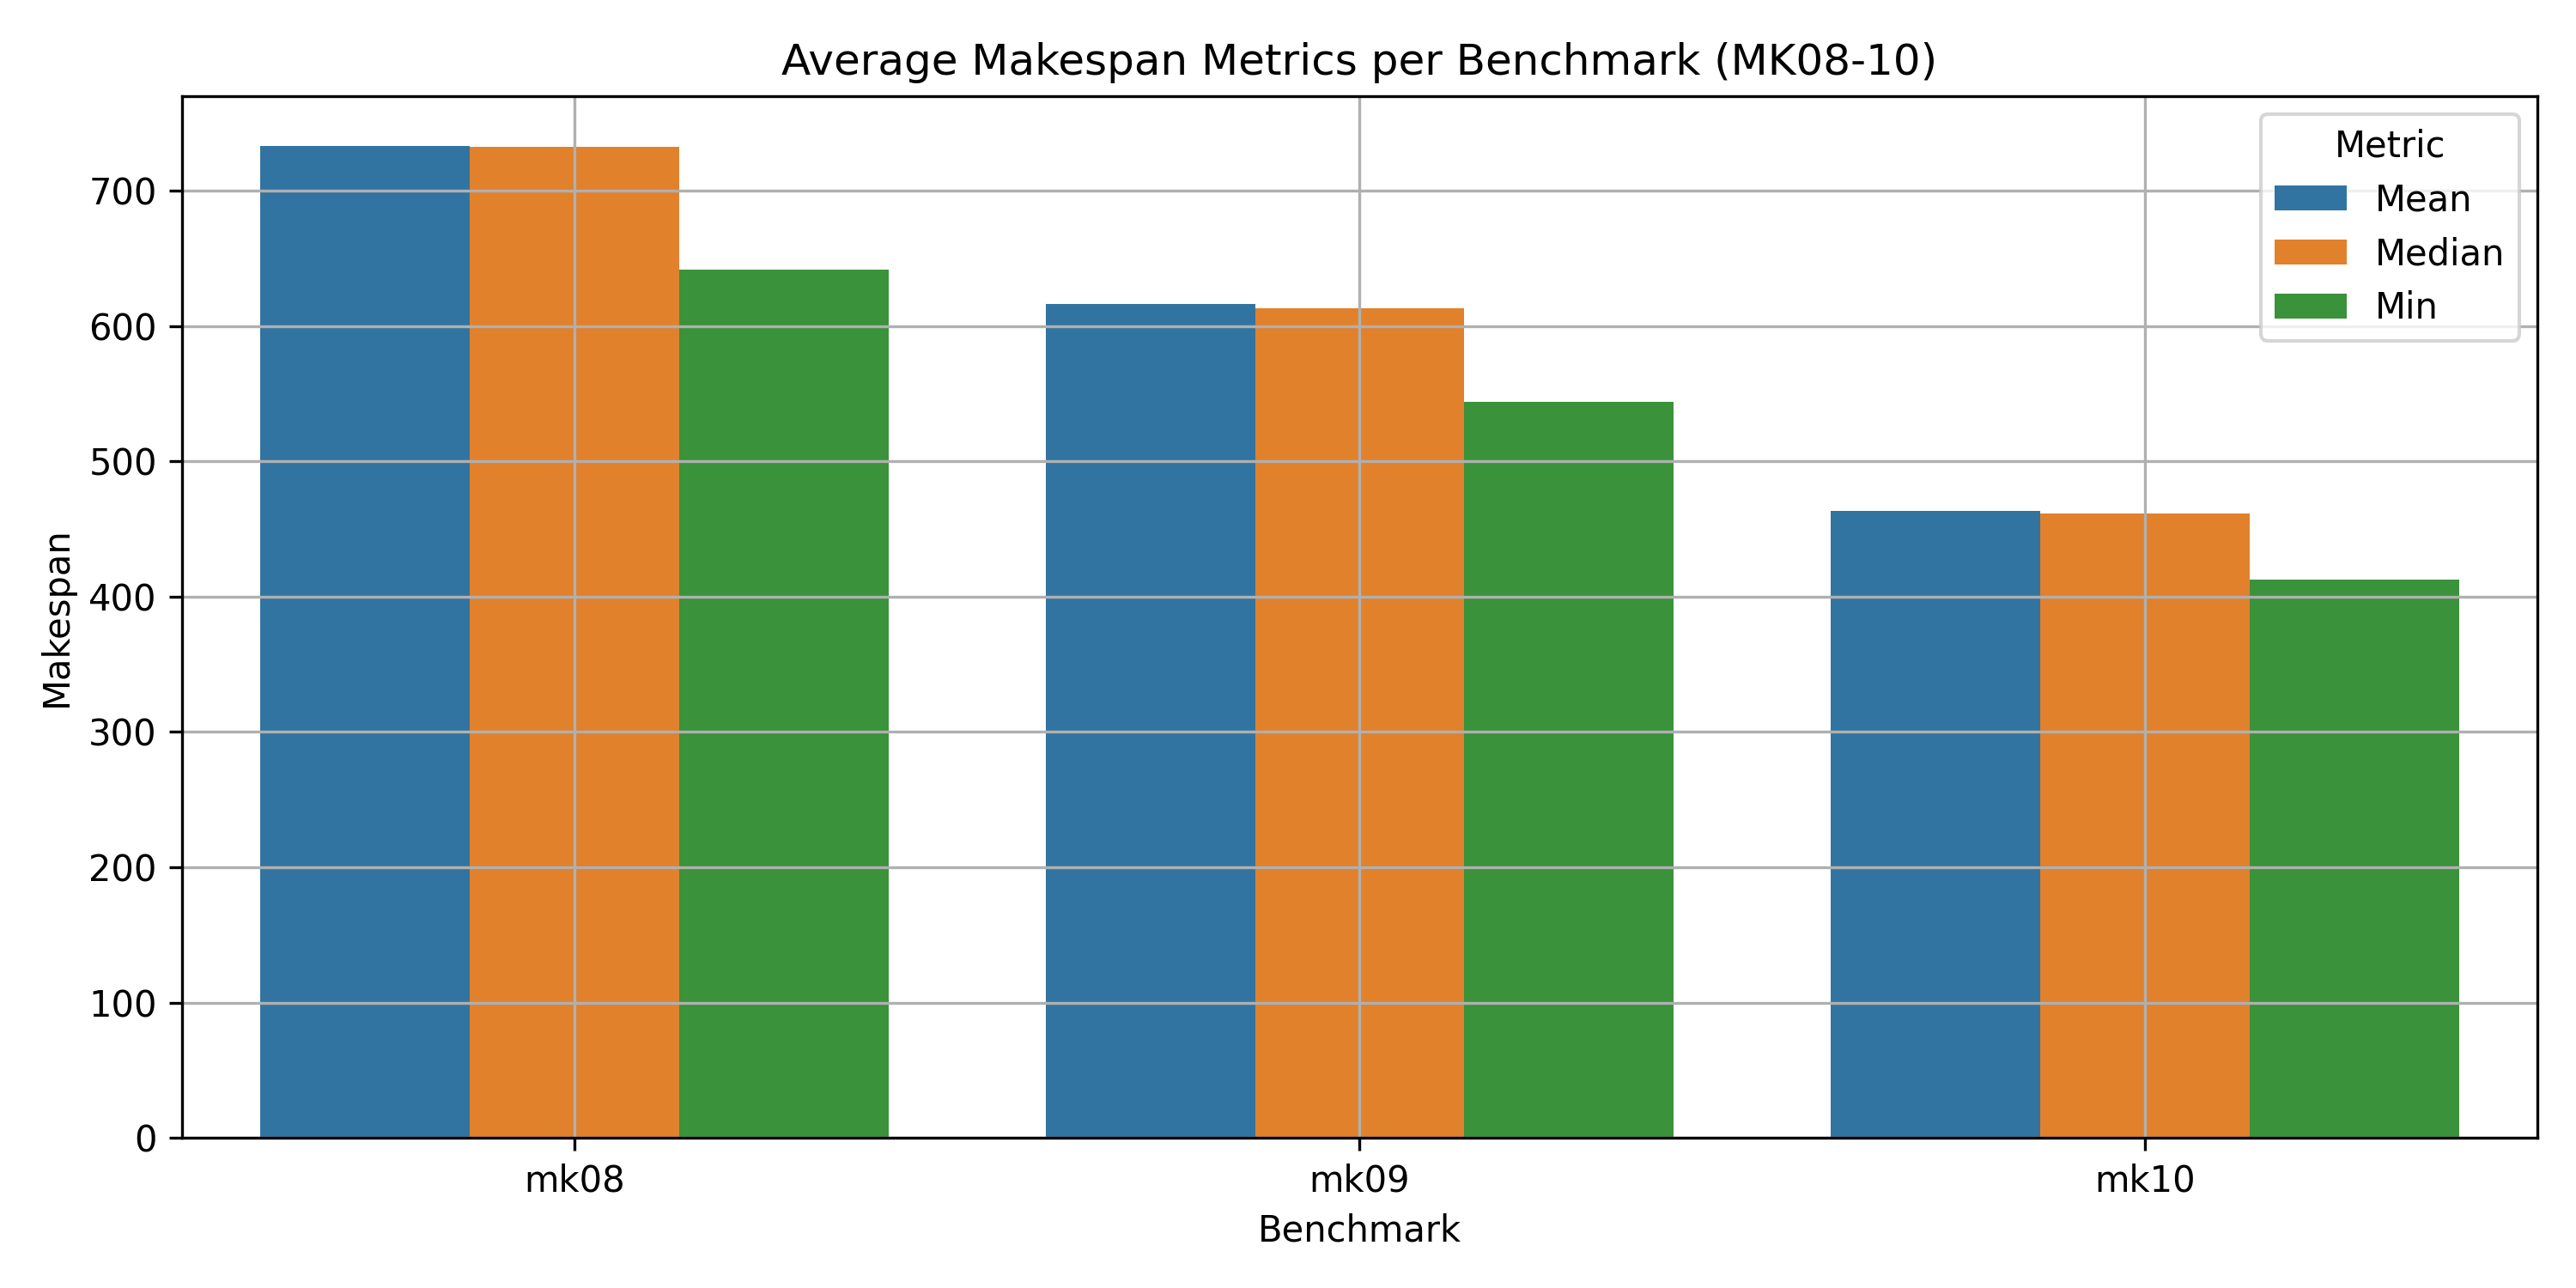 Average Makespan Metrics per Benchmark (MK08-10)
Metric
Mean
Median
Min
700
600
500
400
300
200
100
0
Makespan
mk08 mk09 mk10
Benchmark